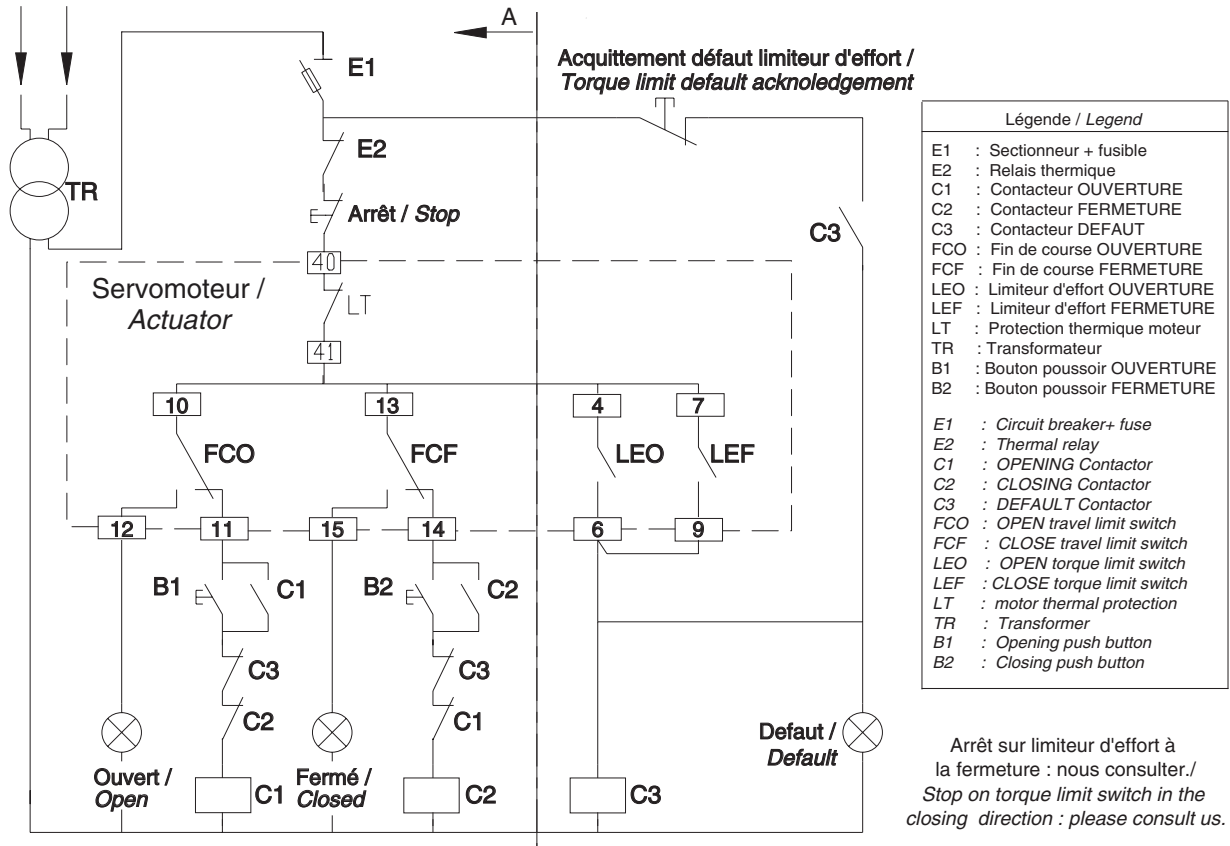 A
E1
Acquittement défaut limiteur d'effort /
Torque limit default acknoledgement
E2
TR
Arrêt / Stop
C3
40
Servomoteur /
Actuator
LT
41
10
13
4
7
FCO
FCF
LEO
LEF
12
11
15
14
6
9
B1
C1
B2
C2
C3
C3
C2
C1
Ouvert /
Open
C1
Fermé /
Closed
C2
C3
Defaut /
Default
Légende / Legend
E1 : Sectionneur + fusible
E2 : Relais thermique
C1 : Contacteur OUVERTURE
C2 : Contacteur FERMETURE
C3 : Contacteur DEFAUT
FCO : Fin de course OUVERTURE
FCF : Fin de course FERMETURE
LEO : Limiteur d'effort OUVERTURE
LEF : Limiteur d'effort FERMETURE
LT : Protection thermique moteur
TR : Transformateur
B1 : Bouton poussoir OUVERTURE
B2 : Bouton poussoir FERMETURE
E1 : Circuit breaker+ fuse
E2 : Thermal relay
C1 : OPENING Contactor
C2 : CLOSING Contactor
C3 : DEFAULT Contactor
FCO : OPEN travel limit switch
FCF : CLOSE travel limit switch
LEO : OPEN torque limit switch
LEF : CLOSE torque limit switch
LT : motor thermal protection
TR : Transformer
B1 : Opening push button
B2 : Closing push button
Arrêt sur limiteur d'effort à
la fermeture : nous consulter./
Stop on torque limit switch in the
closing direction : please consult us.